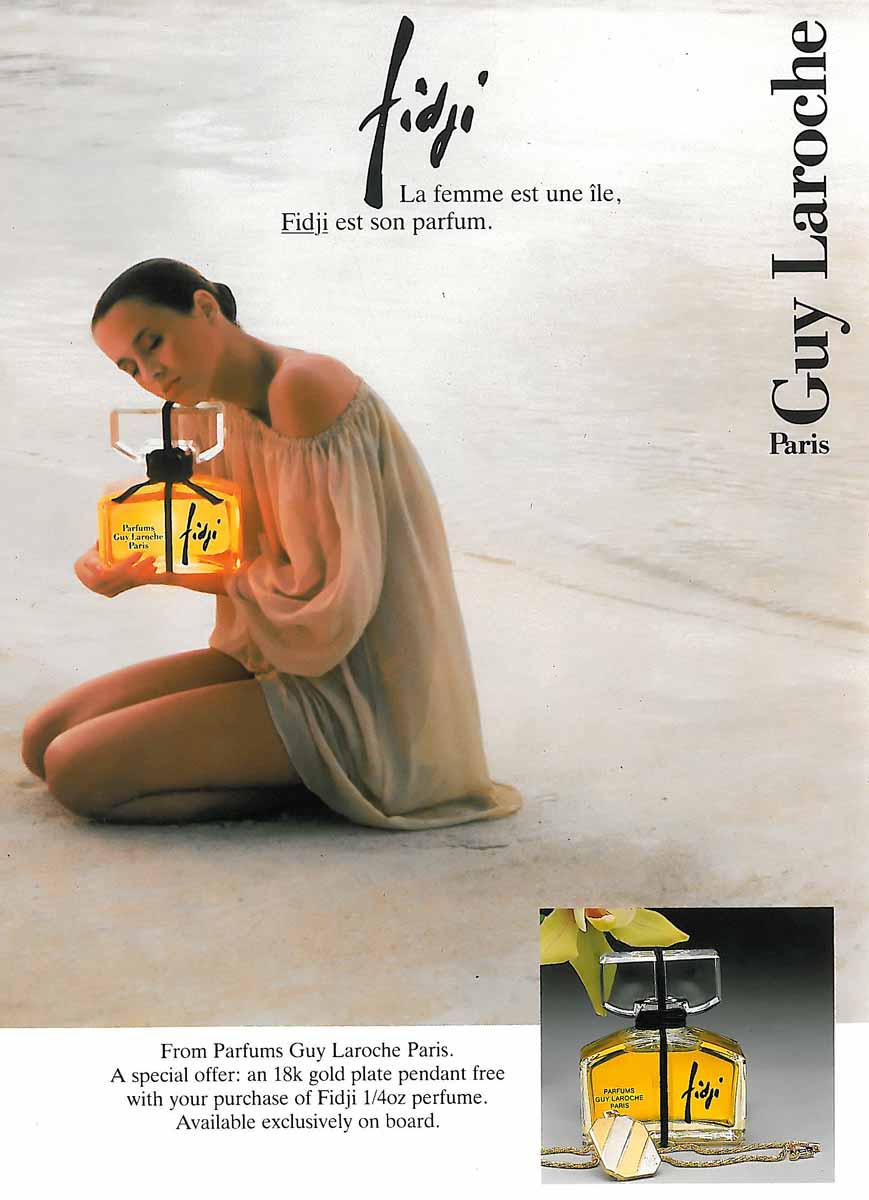 fidji
La femme est une île,
Fidji est son parfum.
Guy Laroche
Paris
Parfums
Guy Laroche
Paris
fidji
From Parfums Guy Laroche Paris.
A special offer: an 18k gold plate pendant free
with your purchase of Fidji 1/4oz perfume.
Available exclusively on board.
PARFUMS
GUY LAROCHE
PARIS
fidji